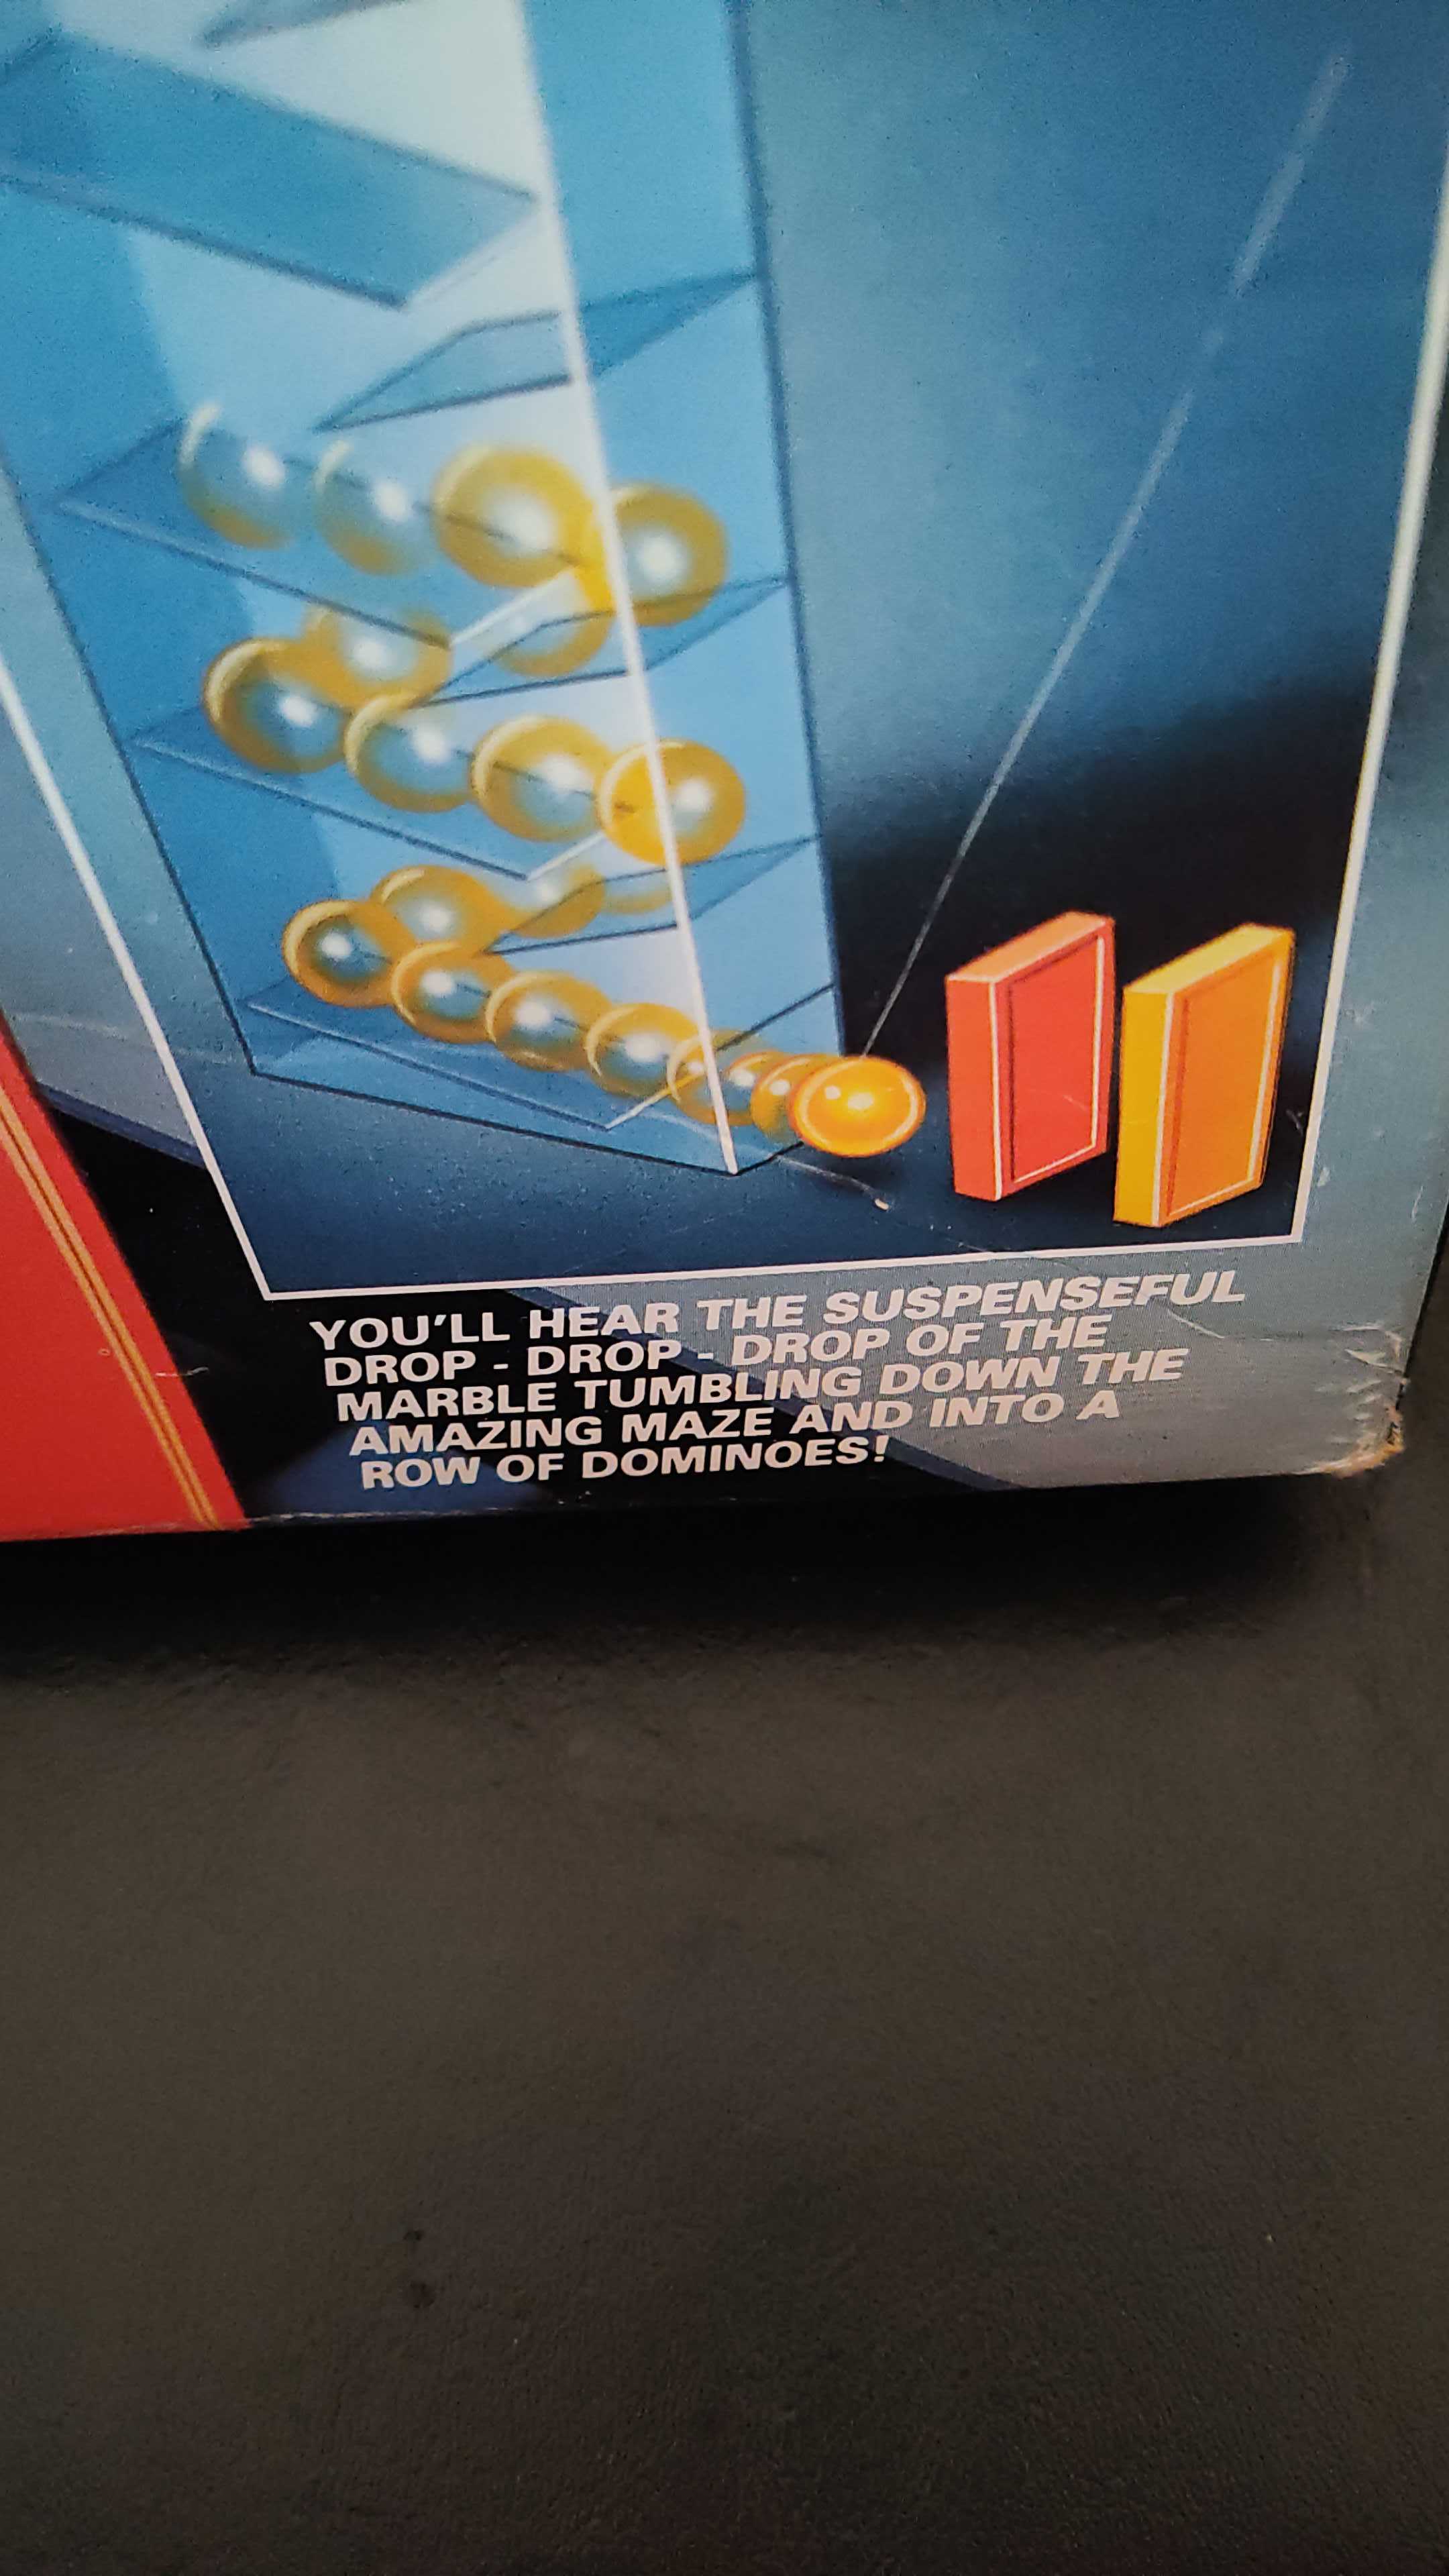 YOU'LL HEAR THE SUSPENSEFUL
DROP - DROP - DROP OF THE
MARBLE TUMBLING DOWN THE
AMAZING MAZE AND INTO A
ROW OF DOMINOES!